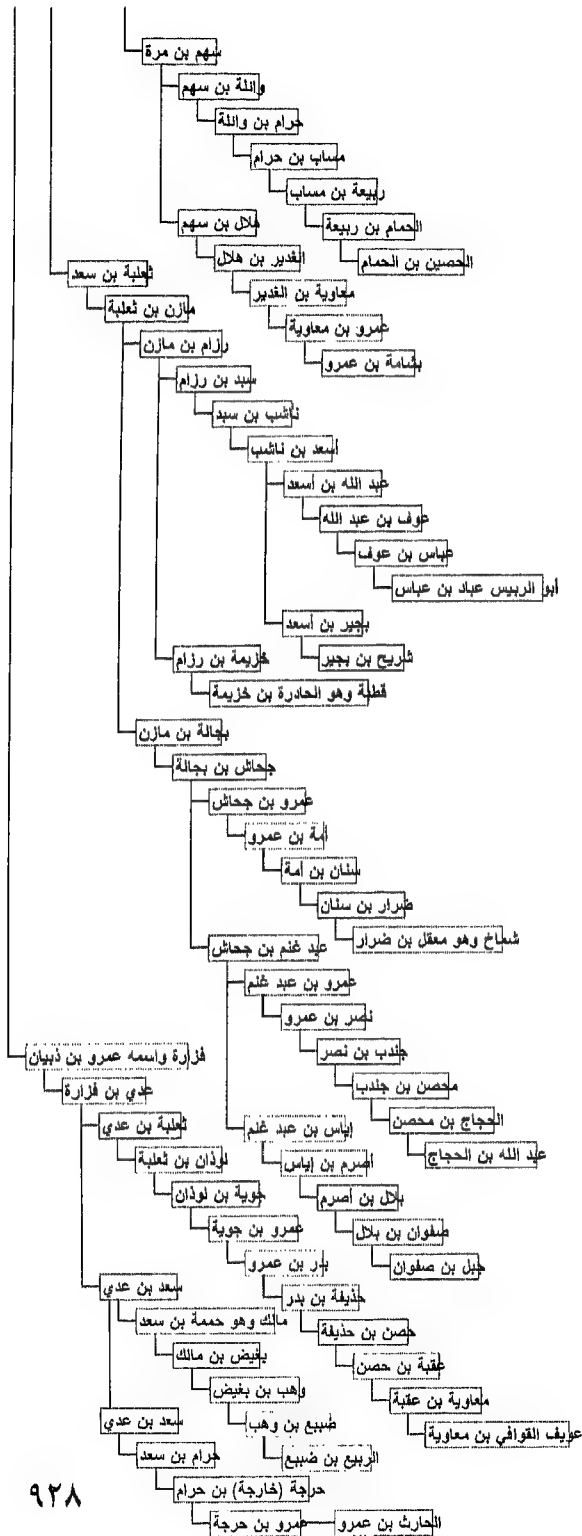 سهم بن مرة
وائلة بن سهم
حرام بن وائلة
مساب بن حرام
ربيعة بن مساب
الحمام بن ربيعة
الحصين بن الحمام
هلال بن سهم
الغدير بن هلال
معاوية بن الغدير
عمرو بن معاوية
بشامة بن عمرو
ثعلبة بن سعد
مازن بن ثعلبة
رزام بن مازن
سبد بن رزام
ناشب بن سبد
أسعد بن ناشب
عبد الله بن أسعد
عوف بن عبد الله
عباس بن عوف
أبو الربيس عباد بن عباس
بجير بن أسعد
شريح بن بجير
خزيمة بن رزام
قطبة وهو الحادرة بن خزيمة
بجالة بن مازن
جحاش بن بجالة
عمرو بن جحاش
أمة بن عمرو
سنان بن أمة
ضرار بن سنان
شماخ وهو معقل بن ضرار
عبد غنم بن جحاش
عمرو بن عبد غنم
نصر بن عمرو
جندب بن نصر
محصن بن جندب
الحجاج بن محصن
عبد الله بن الحجاج
إياس بن عبد غنم
أصرم بن إياس
بلال بن أصرم
صفوان بن بلال
جبل بن صفوان
فزارة واسمه عمرو بن ذبيان
عدي بن فزارة
ثعلبة بن عدي
لوذان بن ثعلبة
جوية بن لوذان
عمرو بن جوية
بدر بن عمرو
حذيفة بن بدر
حصن بن حذيفة
عقبة بن حصن
معاوية بن عقبة
عويف القوافي بن معاوية
سعد بن عدي
مالك وهو حممة بن سعد
بغيض بن مالك
وهب بن بغيض
ضبيع بن وهب
الربيع بن ضبيع
سعد بن عدي
حرام بن سعد
حرجة (خارجة) بن حرام
عمرو بن حرجة
الحارث بن عمرو
٩٢٨